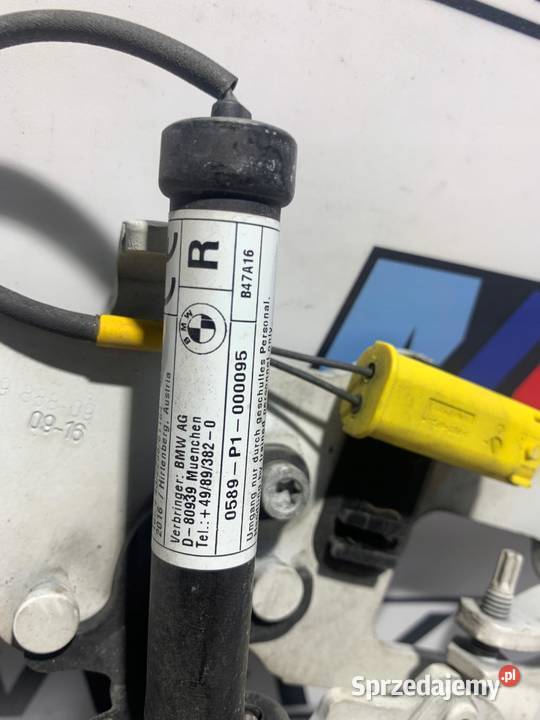 R
B47A16
BMW
2016 / Hirtenberg, Austria
Verbringer: BMW AG
D-80939 Muenchen
Tel.: +49/89/382-0
0589-P1-000095
Umgang nur durch geschultes Personal.
09-16
Sprzedajemy.pl